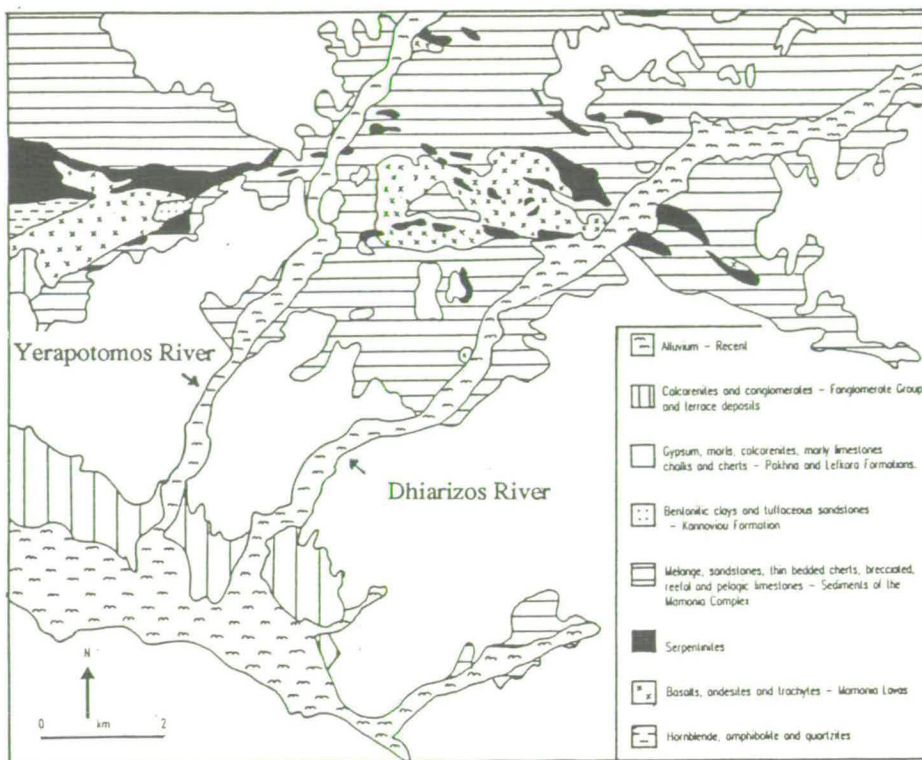 Yerapotomos River
Dhiarizos River
Alluvium – Recent
Calcarenites and conglomerates – Fanglomerate Group
and terrace deposits
Gypsum, marls, calcarenites, marly limestones
chalks and cherts – Pakhna and Lefkara Formations.
Bentonitic clays and tuffaceous sandstones
– Kannaviou Formation
Melange, sandstones, thin bedded cherts, brecciated,
reefal and pelagic limestones – Sediments of the
Mamonia Complex
Serpentinites
Basalts, andesites and trachytes – Mamonia Lavas
Hornblende, amphibolite and quartzites
N
0 km 2